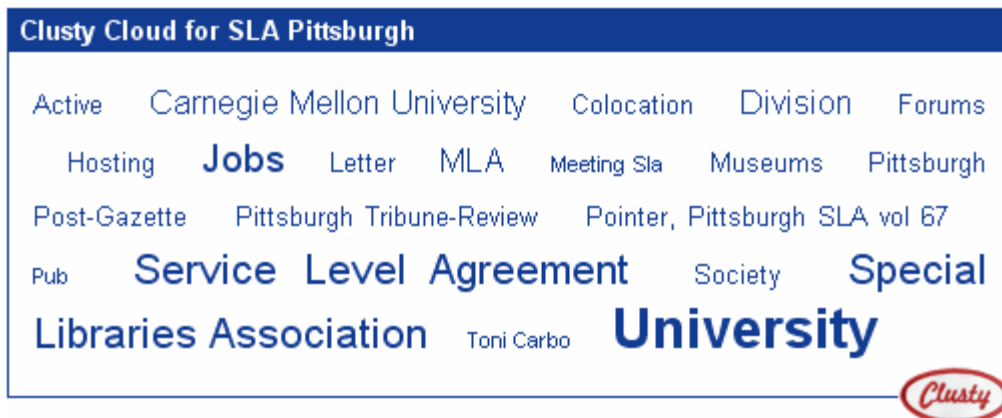 Clusty Cloud for SLA Pittsburgh
Active Carnegie Mellon University Colocation Division Forums
Hosting Jobs Letter MLA Meeting Sla Museums Pittsburgh
Post-Gazette Pittsburgh Tribune-Review Pointer, Pittsburgh SLA vol 67
Pub Service Level Agreement Society Special
Libraries Association Toni Carbo University
Clusty